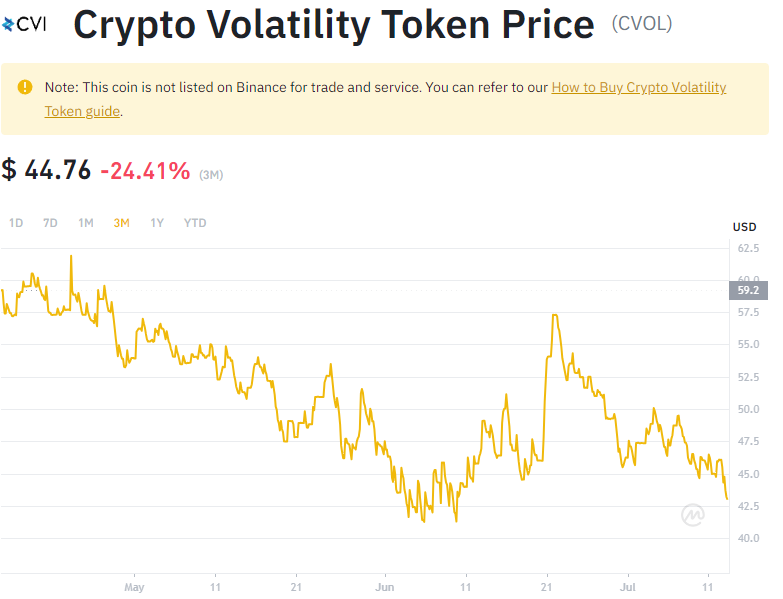 CVI Crypto Volatility Token Price (CVOL)
Note: This coin is not listed on Binance for trade and service. You can refer to our How to Buy Crypto Volatility
Token guide.
$ 44.76 -24.41% (3M)
1D 7D 1M 3M 1Y YTD
USD
62.5
60.0
59.2
57.5
55.0
52.5
50.0
47.5
45.0
42.5
40.0
May 11 21 Jun 11 21 Jul 11